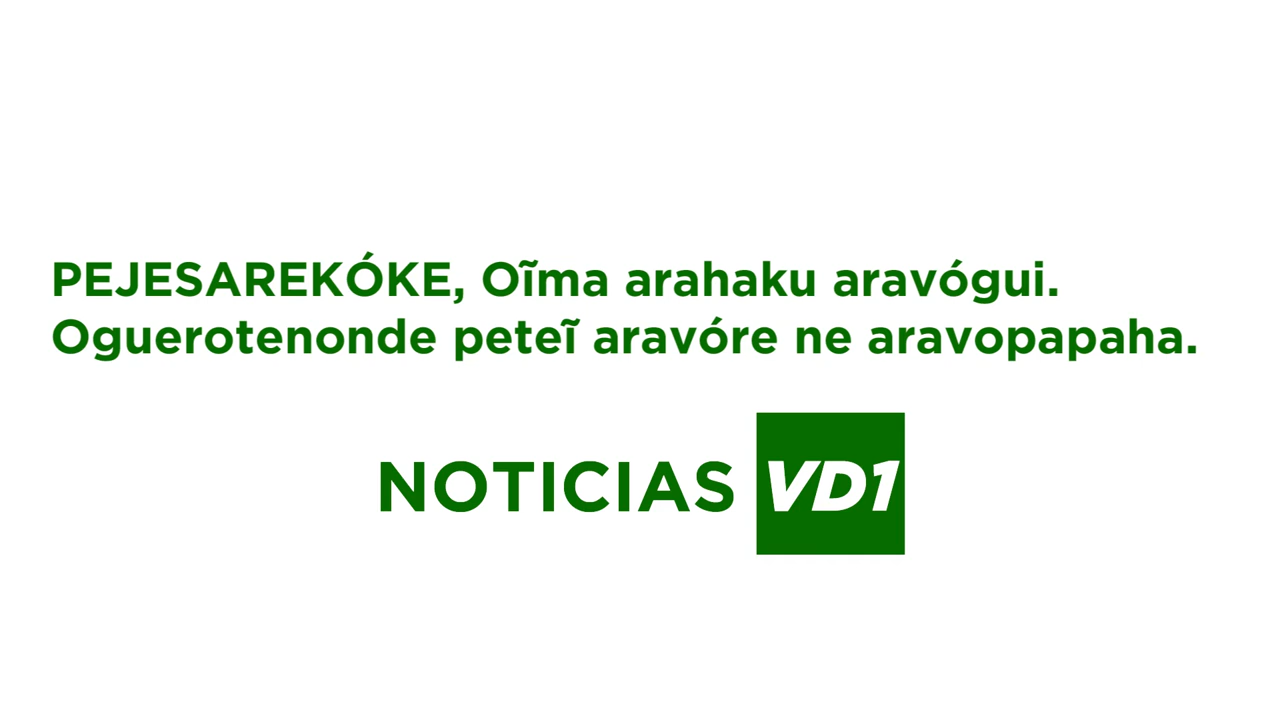 PEJESAREKÓKE, Oĩma arahaku aravógui.
Oguerotenonde peteĩ aravóre ne aravopapaha.
NOTICIAS VD1